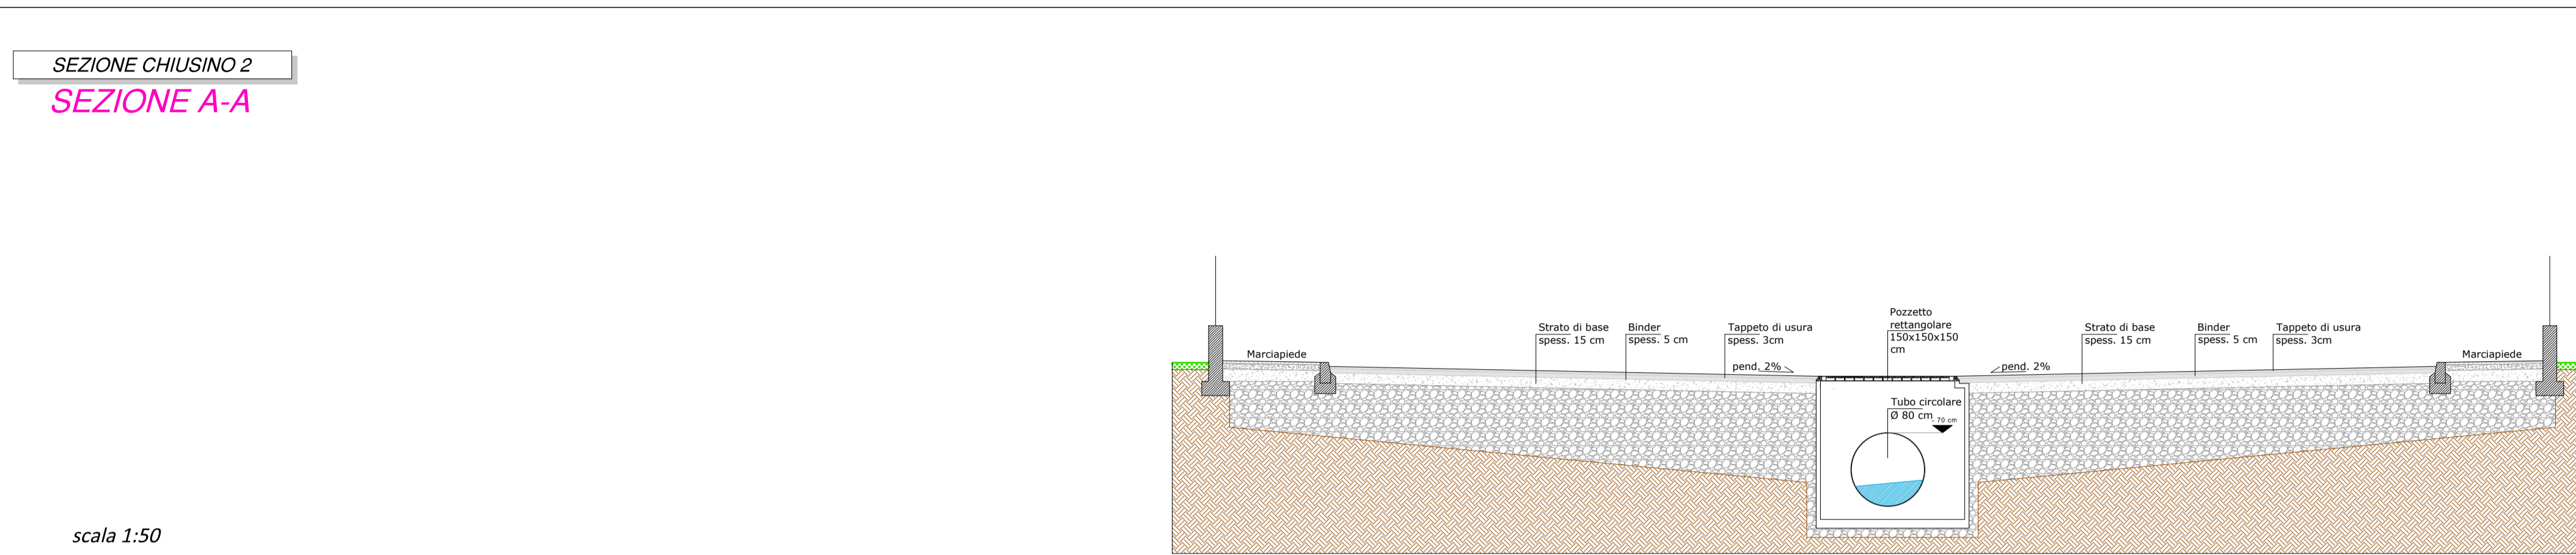 SEZIONE CHIUSINO 2
SEZIONE A-A
Marciapiede
Strato di base
spess. 15 cm
Binder
spess. 5 cm
Tappeto di usura
spess. 3cm
pend. 2%
Pozzetto
rettangolare
150x150x150
cm
pend. 2%
Strato di base
spess. 15 cm
Binder
spess. 5 cm
Tappeto di usura
spess. 3cm
Marciapiede
Tubo circolare
Ø 80 cm
- 70 cm
scala 1:50